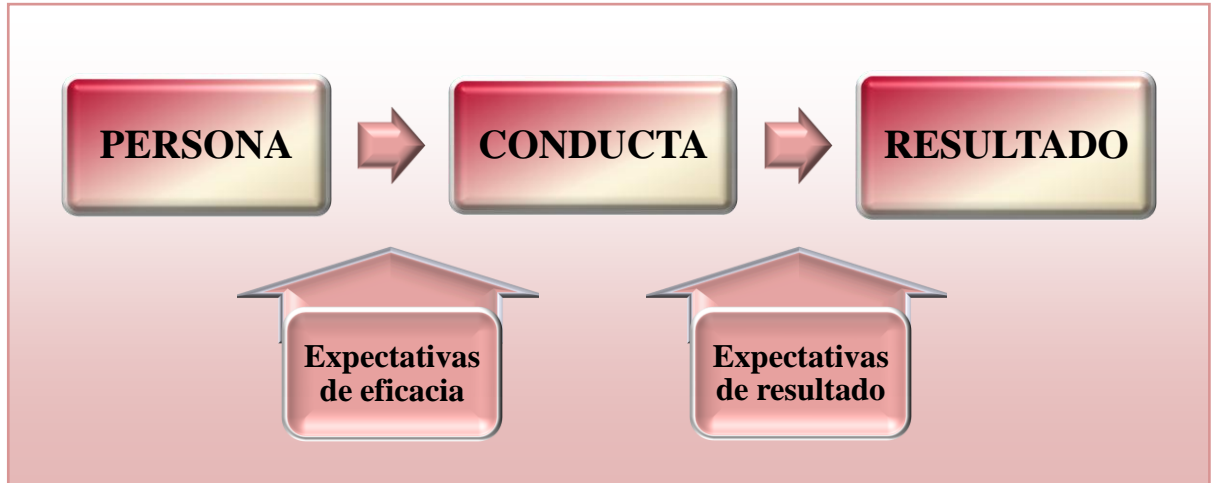 PERSONA
CONDUCTA
RESULTADO
Expectativas
de eficacia
Expectativas
de resultado